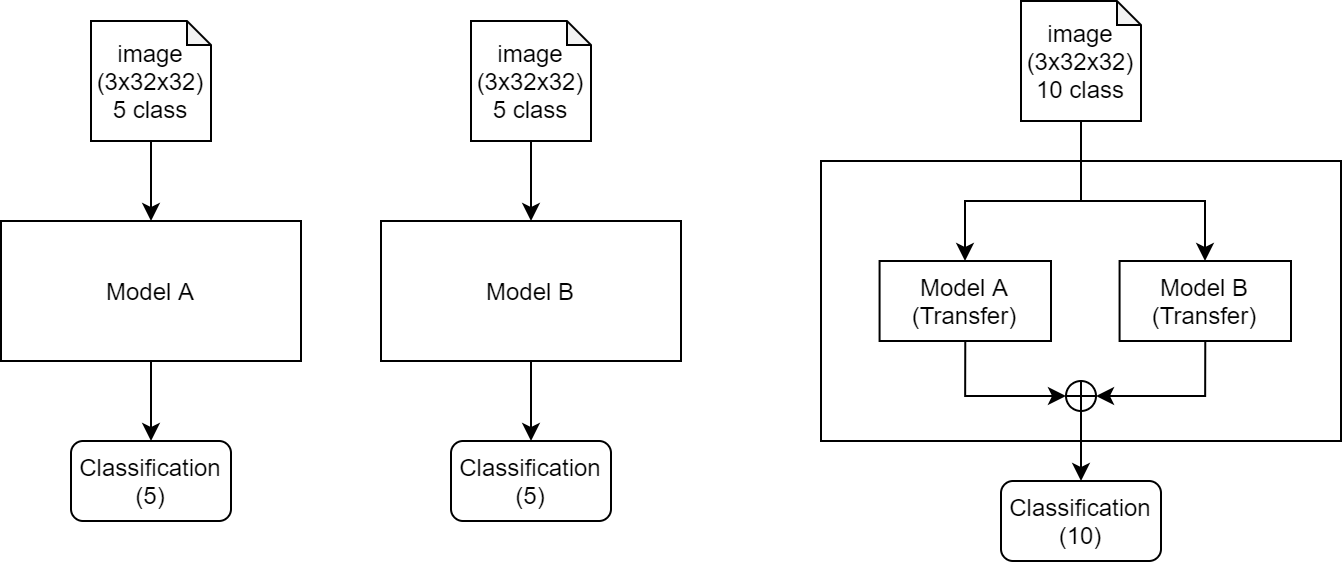 image
(3x32x32)
5 class
Model A
Classification
(5)
image
(3x32x32)
5 class
Model B
Classification
(5)
image
(3x32x32)
10 class
Model A
(Transfer)
Model B
(Transfer)
Classification
(10)